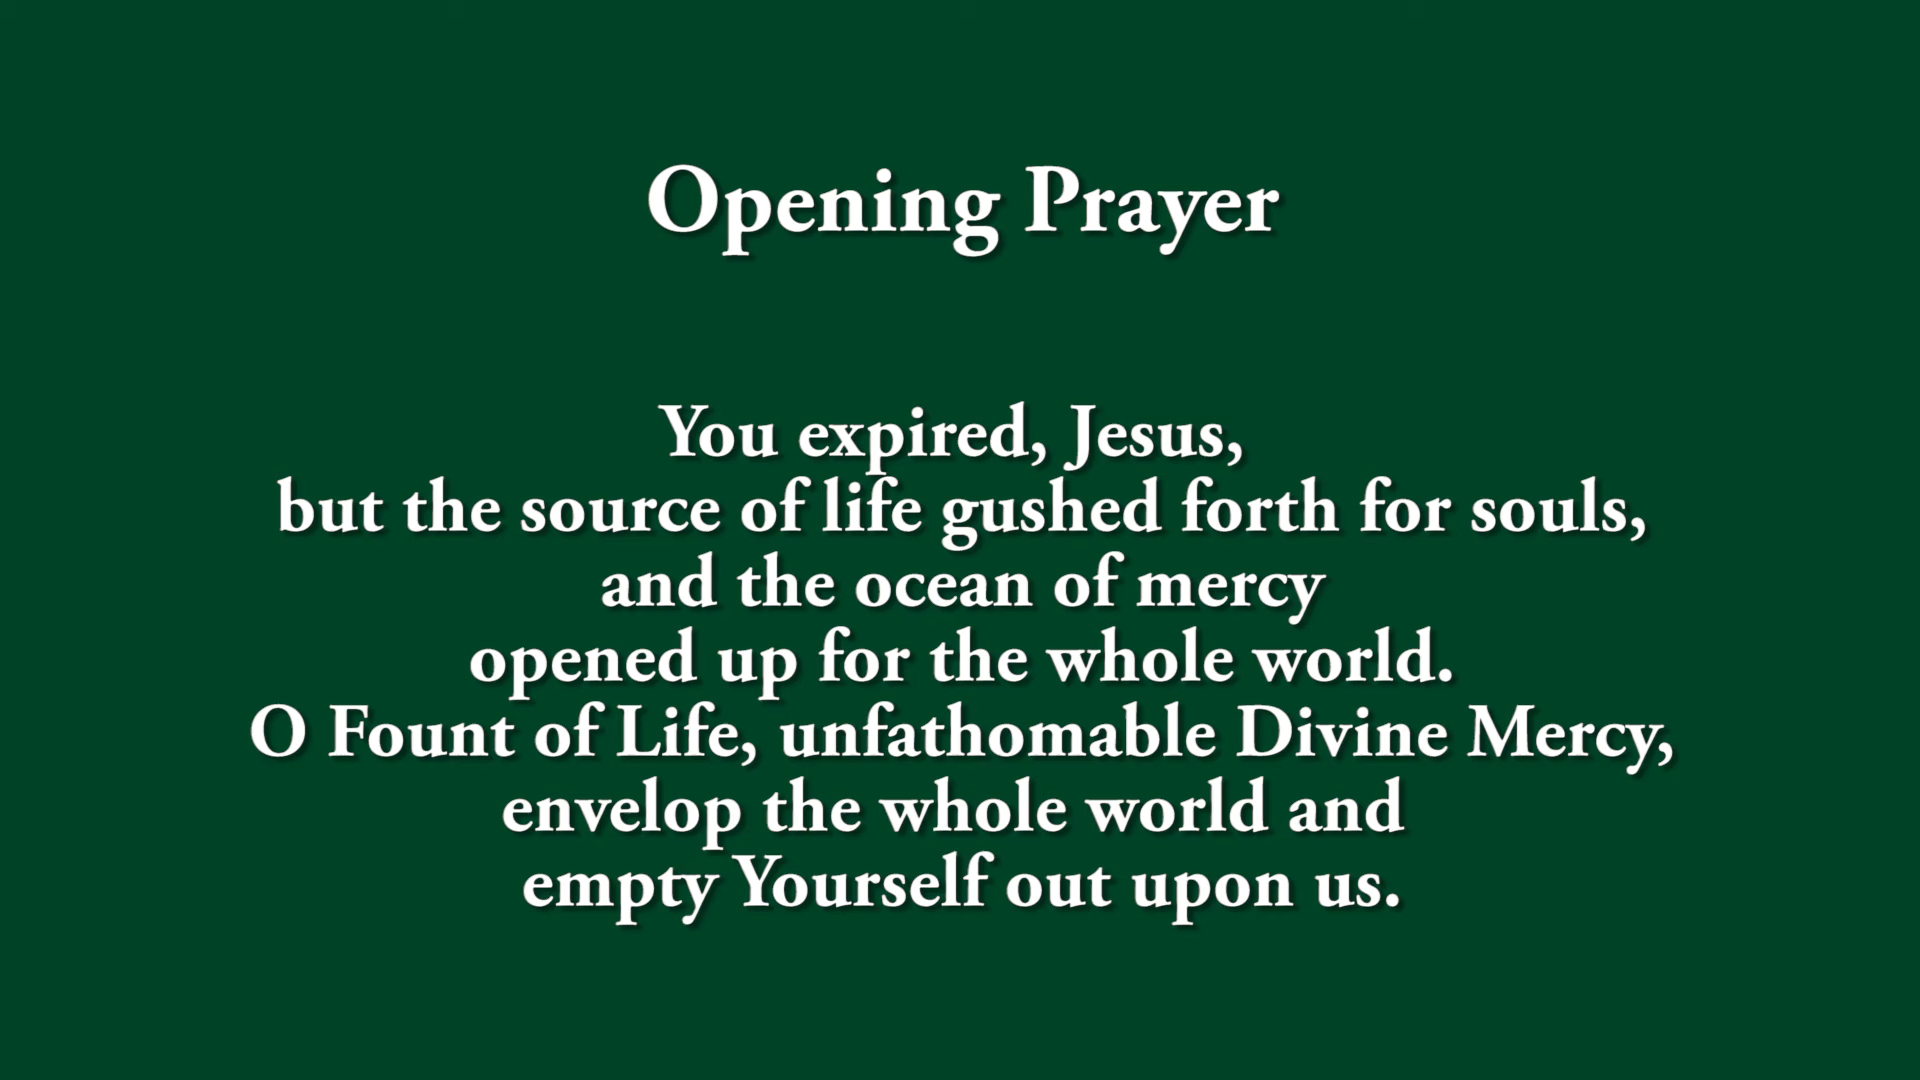 Opening Prayer
You expired, Jesus,
but the source of life gushed forth for souls,
and the ocean of mercy
opened up for the whole world.
O Fount of Life, unfathomable Divine Mercy,
envelop the whole world and
empty Yourself out upon us.